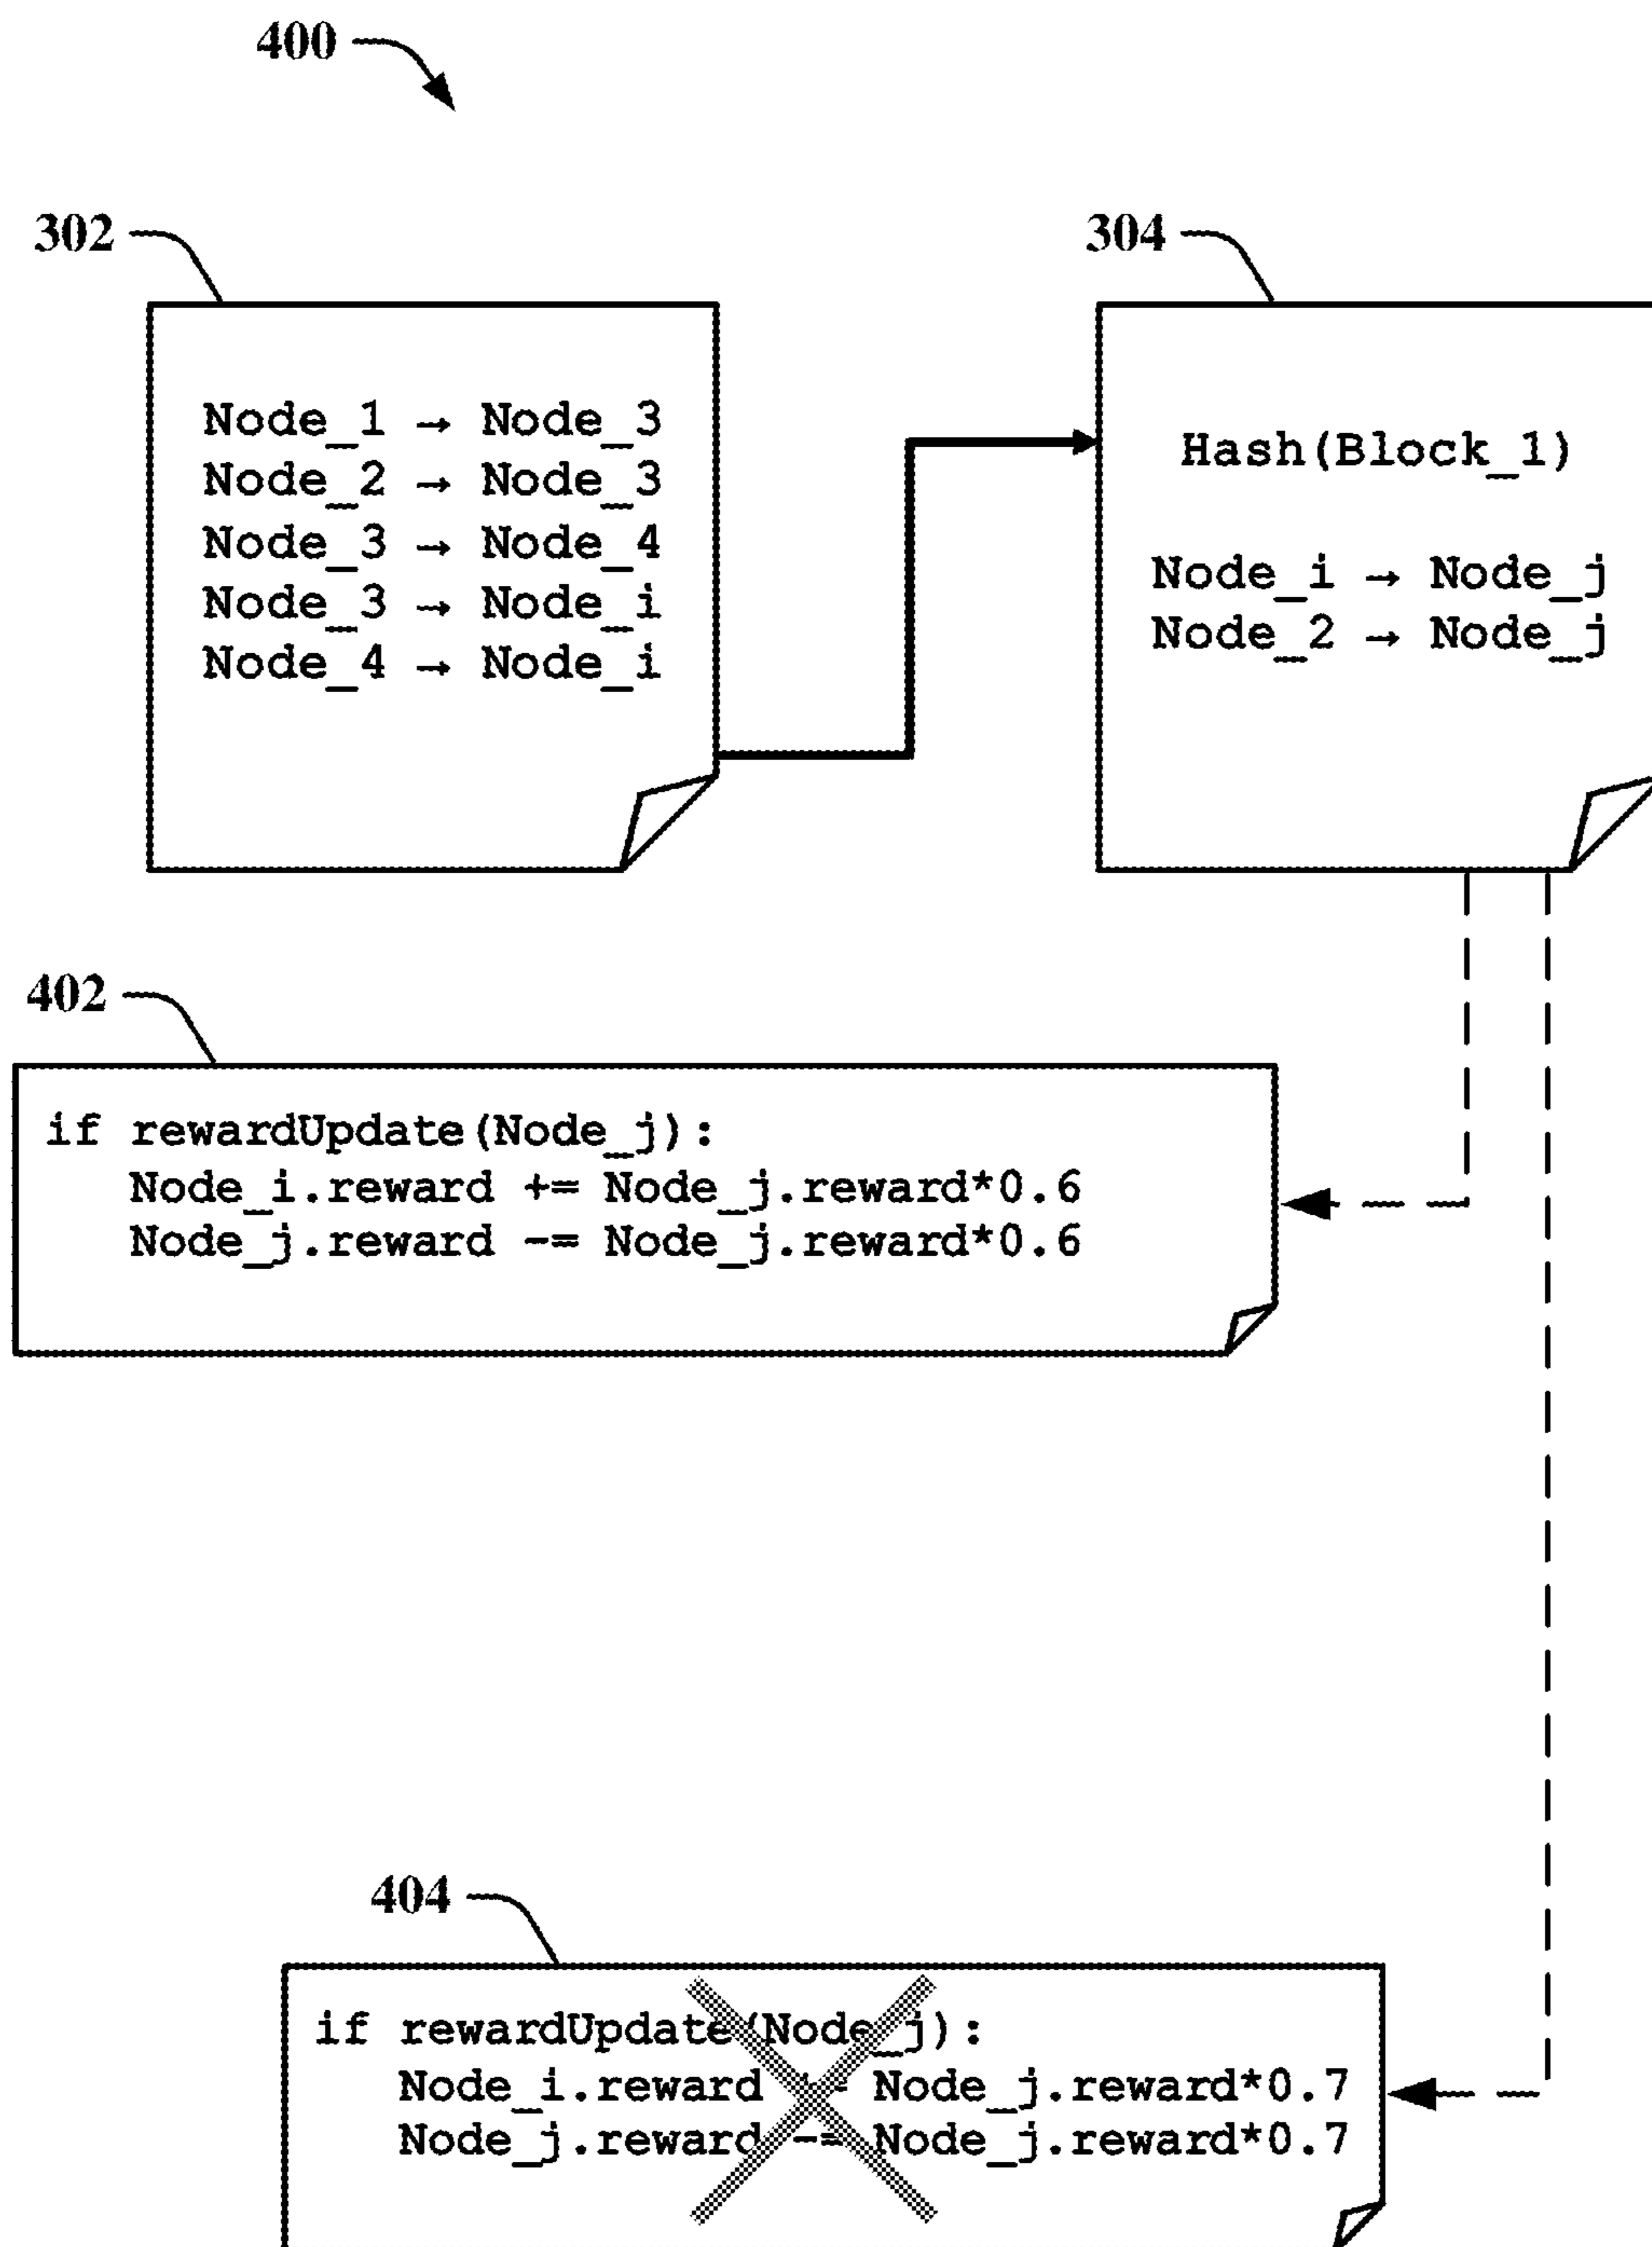 400
302
304
Node_1 → Node_3
Node_2 → Node_3
Node_3 → Node_4
Node_3 → Node_i
Node_4 → Node_i
Hash(Block_1)
Node_i → Node_j
Node_2 → Node_j
402
if rewardUpdate(Node_j):
Node_i.reward += Node_j.reward*0.6
Node_j.reward -= Node_j.reward*0.6
404
if rewardUpdate(Node_j):
Node_i.reward Node_j.reward*0.7
Node_j.reward -= Node_j.reward*0.7